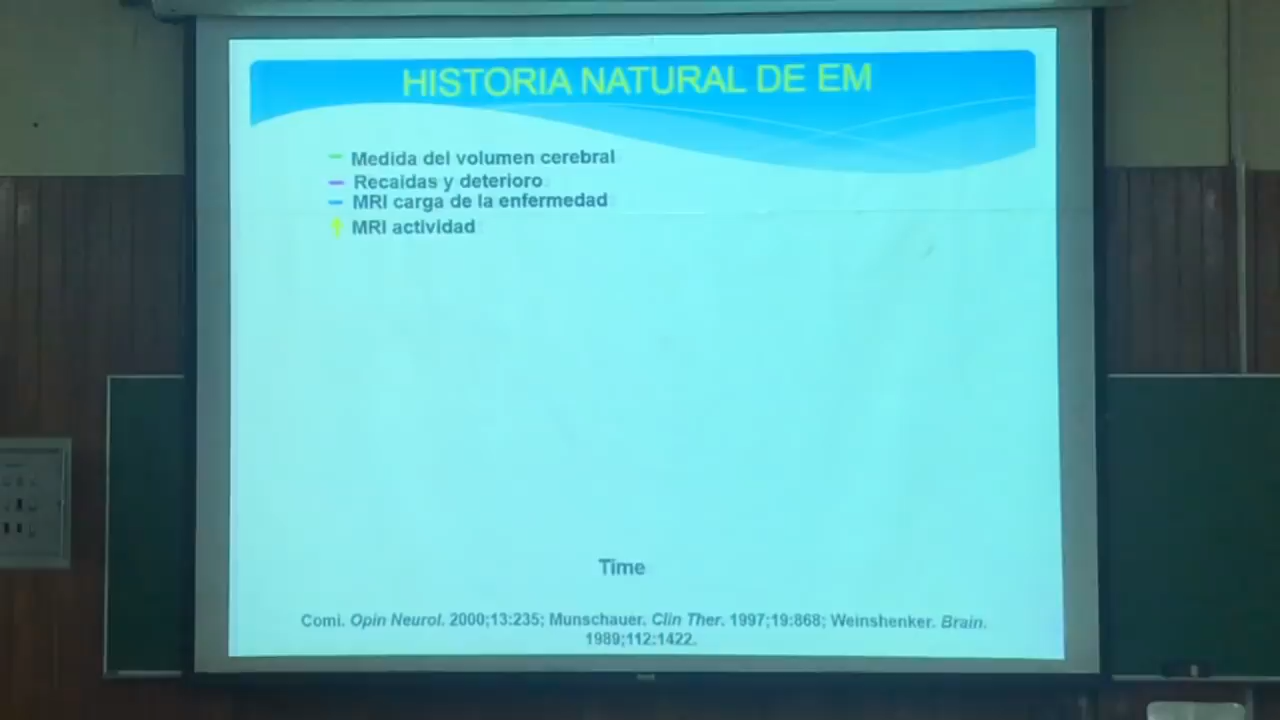 HISTORIA NATURAL DE EM
Medida del volumen cerebral
Recaidas y deterioro
MRI carga de la enfermedad
MRI actividad
Time
Comi. Opin Neurol. 2000;13:235; Munschauer. Clin Ther. 1997;19:868; Weinshenker. Brain.
1989;112:1422.